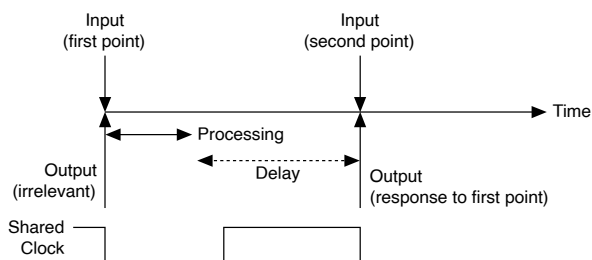 Input
(first point)
Input
(second point)
Time
Processing
Delay
Output
(irrelevant)
Output
(response to first point)
Shared
Clock